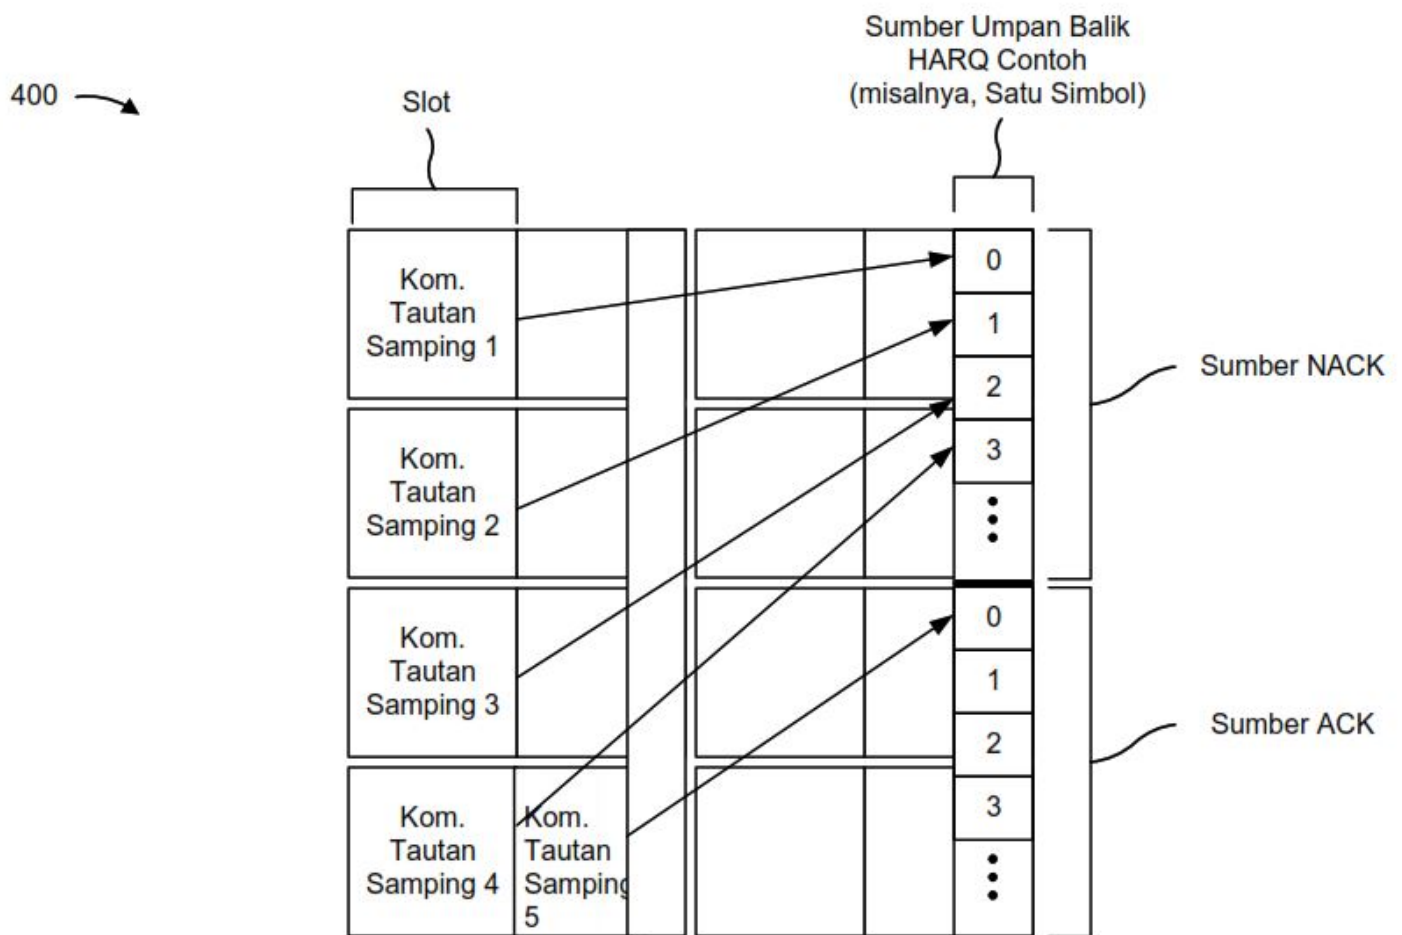 Sumber Umpan Balik
HARQ Contoh
(misalnya, Satu Simbol)
400
Slot
Kom.
Tautan
Samping 1
0
1
2
3
Sumber NACK
Kom.
Tautan
Samping 2
Kom.
Tautan
Samping 3
0
1
2
3
Sumber ACK
Kom.
Tautan
Samping 4
Kom.
Tautan
Samping
5